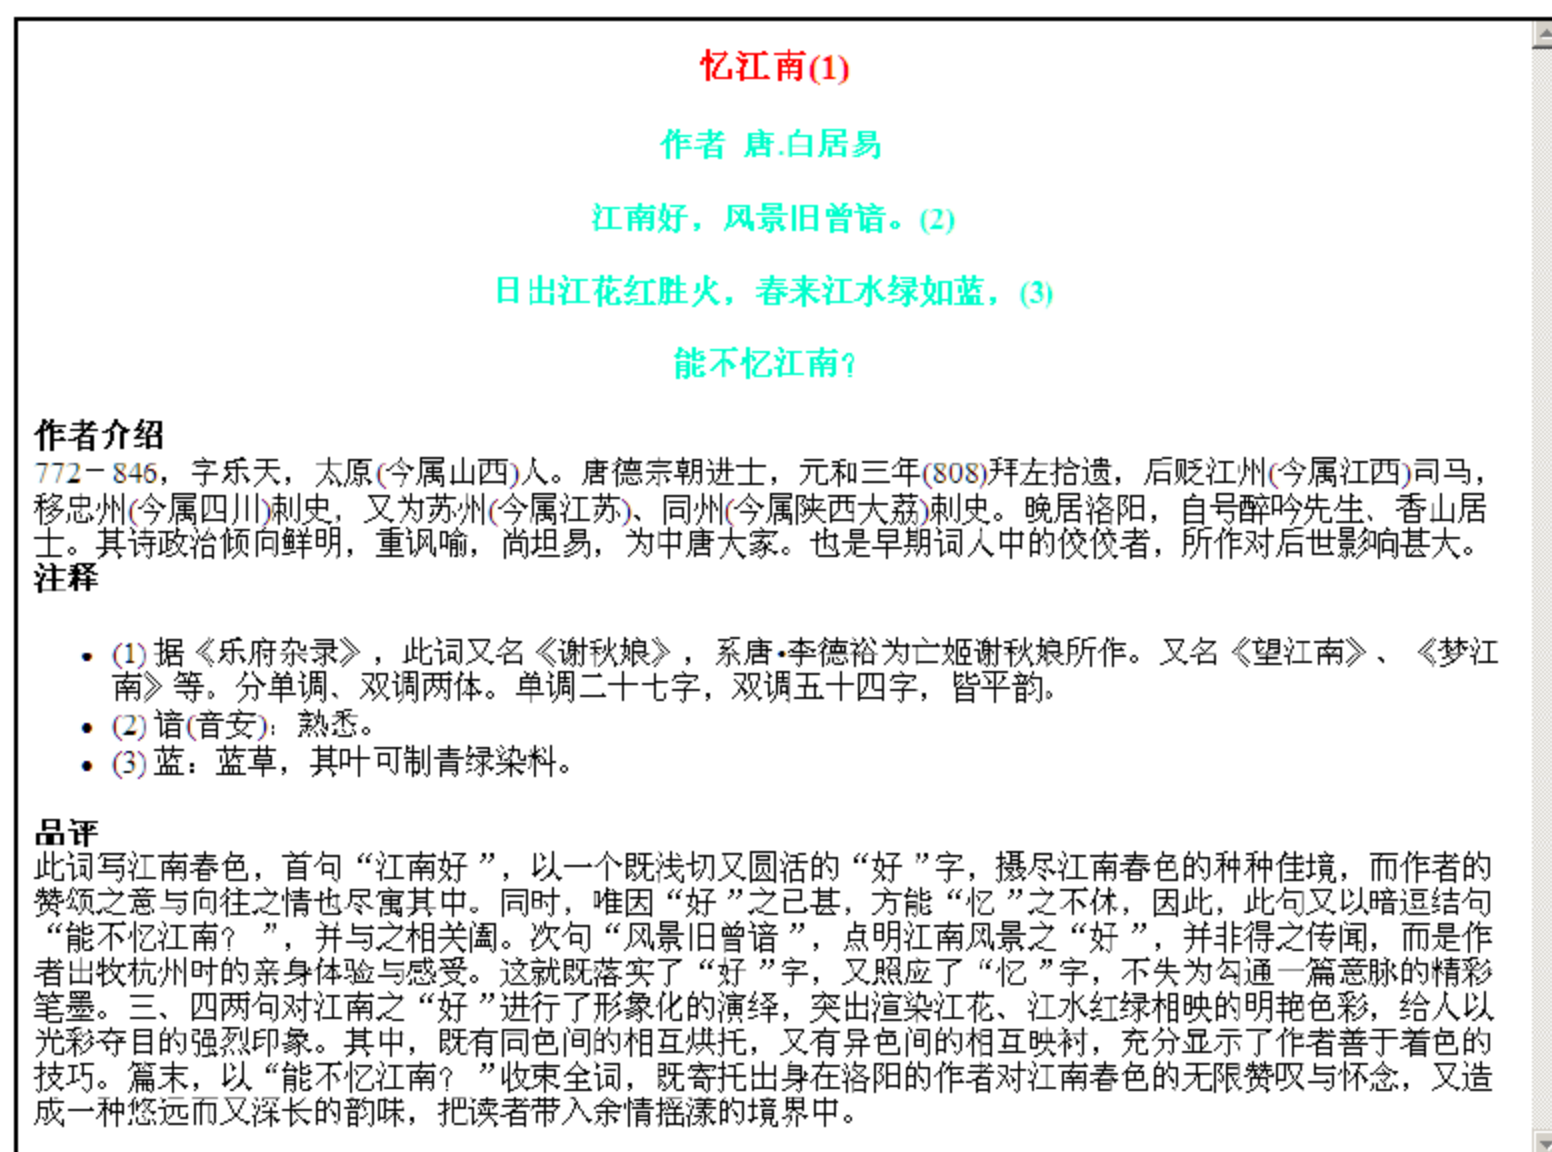 忆江南(1)
作者 唐.白居易
江南好，风景旧曾谙。(2)
日出江花红胜火，春来江水绿如蓝，(3)
能不忆江南?
作者介绍
772－846，字乐天，太原(今属山西)人。唐德宗朝进士，元和三年(808)拜左拾遗，后贬江州(今属江西)司马，
移忠州(今属四川)刺史，又为苏州(今属江苏)、同州(今属陕西大荔)刺史。晚居洛阳，自号醉吟先生、香山居
士。其诗政治倾向鲜明，重讽喻，尚坦易，为中唐大家。也是早期词人中的佼佼者，所作对后世影响甚大。
注释
• (1) 据《乐府杂录》，此词又名《谢秋娘》，系唐·李德裕为亡姬谢秋娘所作。又名《望江南》、《梦江
南》等。分单调、双调两体。单调二十七字，双调五十四字，皆平韵。
• (2) 谙(音安)：熟悉。
• (3) 蓝：蓝草，其叶可制青绿染料。
品评
此词写江南春色，首句“江南好 ”，以一个既浅切又圆活的“好 ”字，摄尽江南春色的种种佳境，而作者的
赞颂之意与向往之情也尽寓其中。同时，唯因“好 ”之已甚，方能“忆 ”之不休，因此，此句又以暗逗结句
“能不忆江南? ”，并与之相关阖。次句“风景旧曾谙 ”，点明江南风景之“好 ”，并非得之传闻，而是作
者出牧杭州时的亲身体验与感受。这就既落实了“好 ”字，又照应了“忆 ”字，不失为勾通一篇意脉的精彩
笔墨。三、四两句对江南之“好 ”进行了形象化的演绎，突出渲染江花、江水红绿相映的明艳色彩，给人以
光彩夺目的强烈印象。其中，既有同色间的相互烘托，又有异色间的相互映衬，充分显示了作者善于着色的
技巧。篇末，以“能不忆江南? ”收束全词，既寄托出身在洛阳的作者对江南春色的无限赞叹与怀念，又造
成一种悠远而又深长的韵味，把读者带入余情摇漾的境界中。